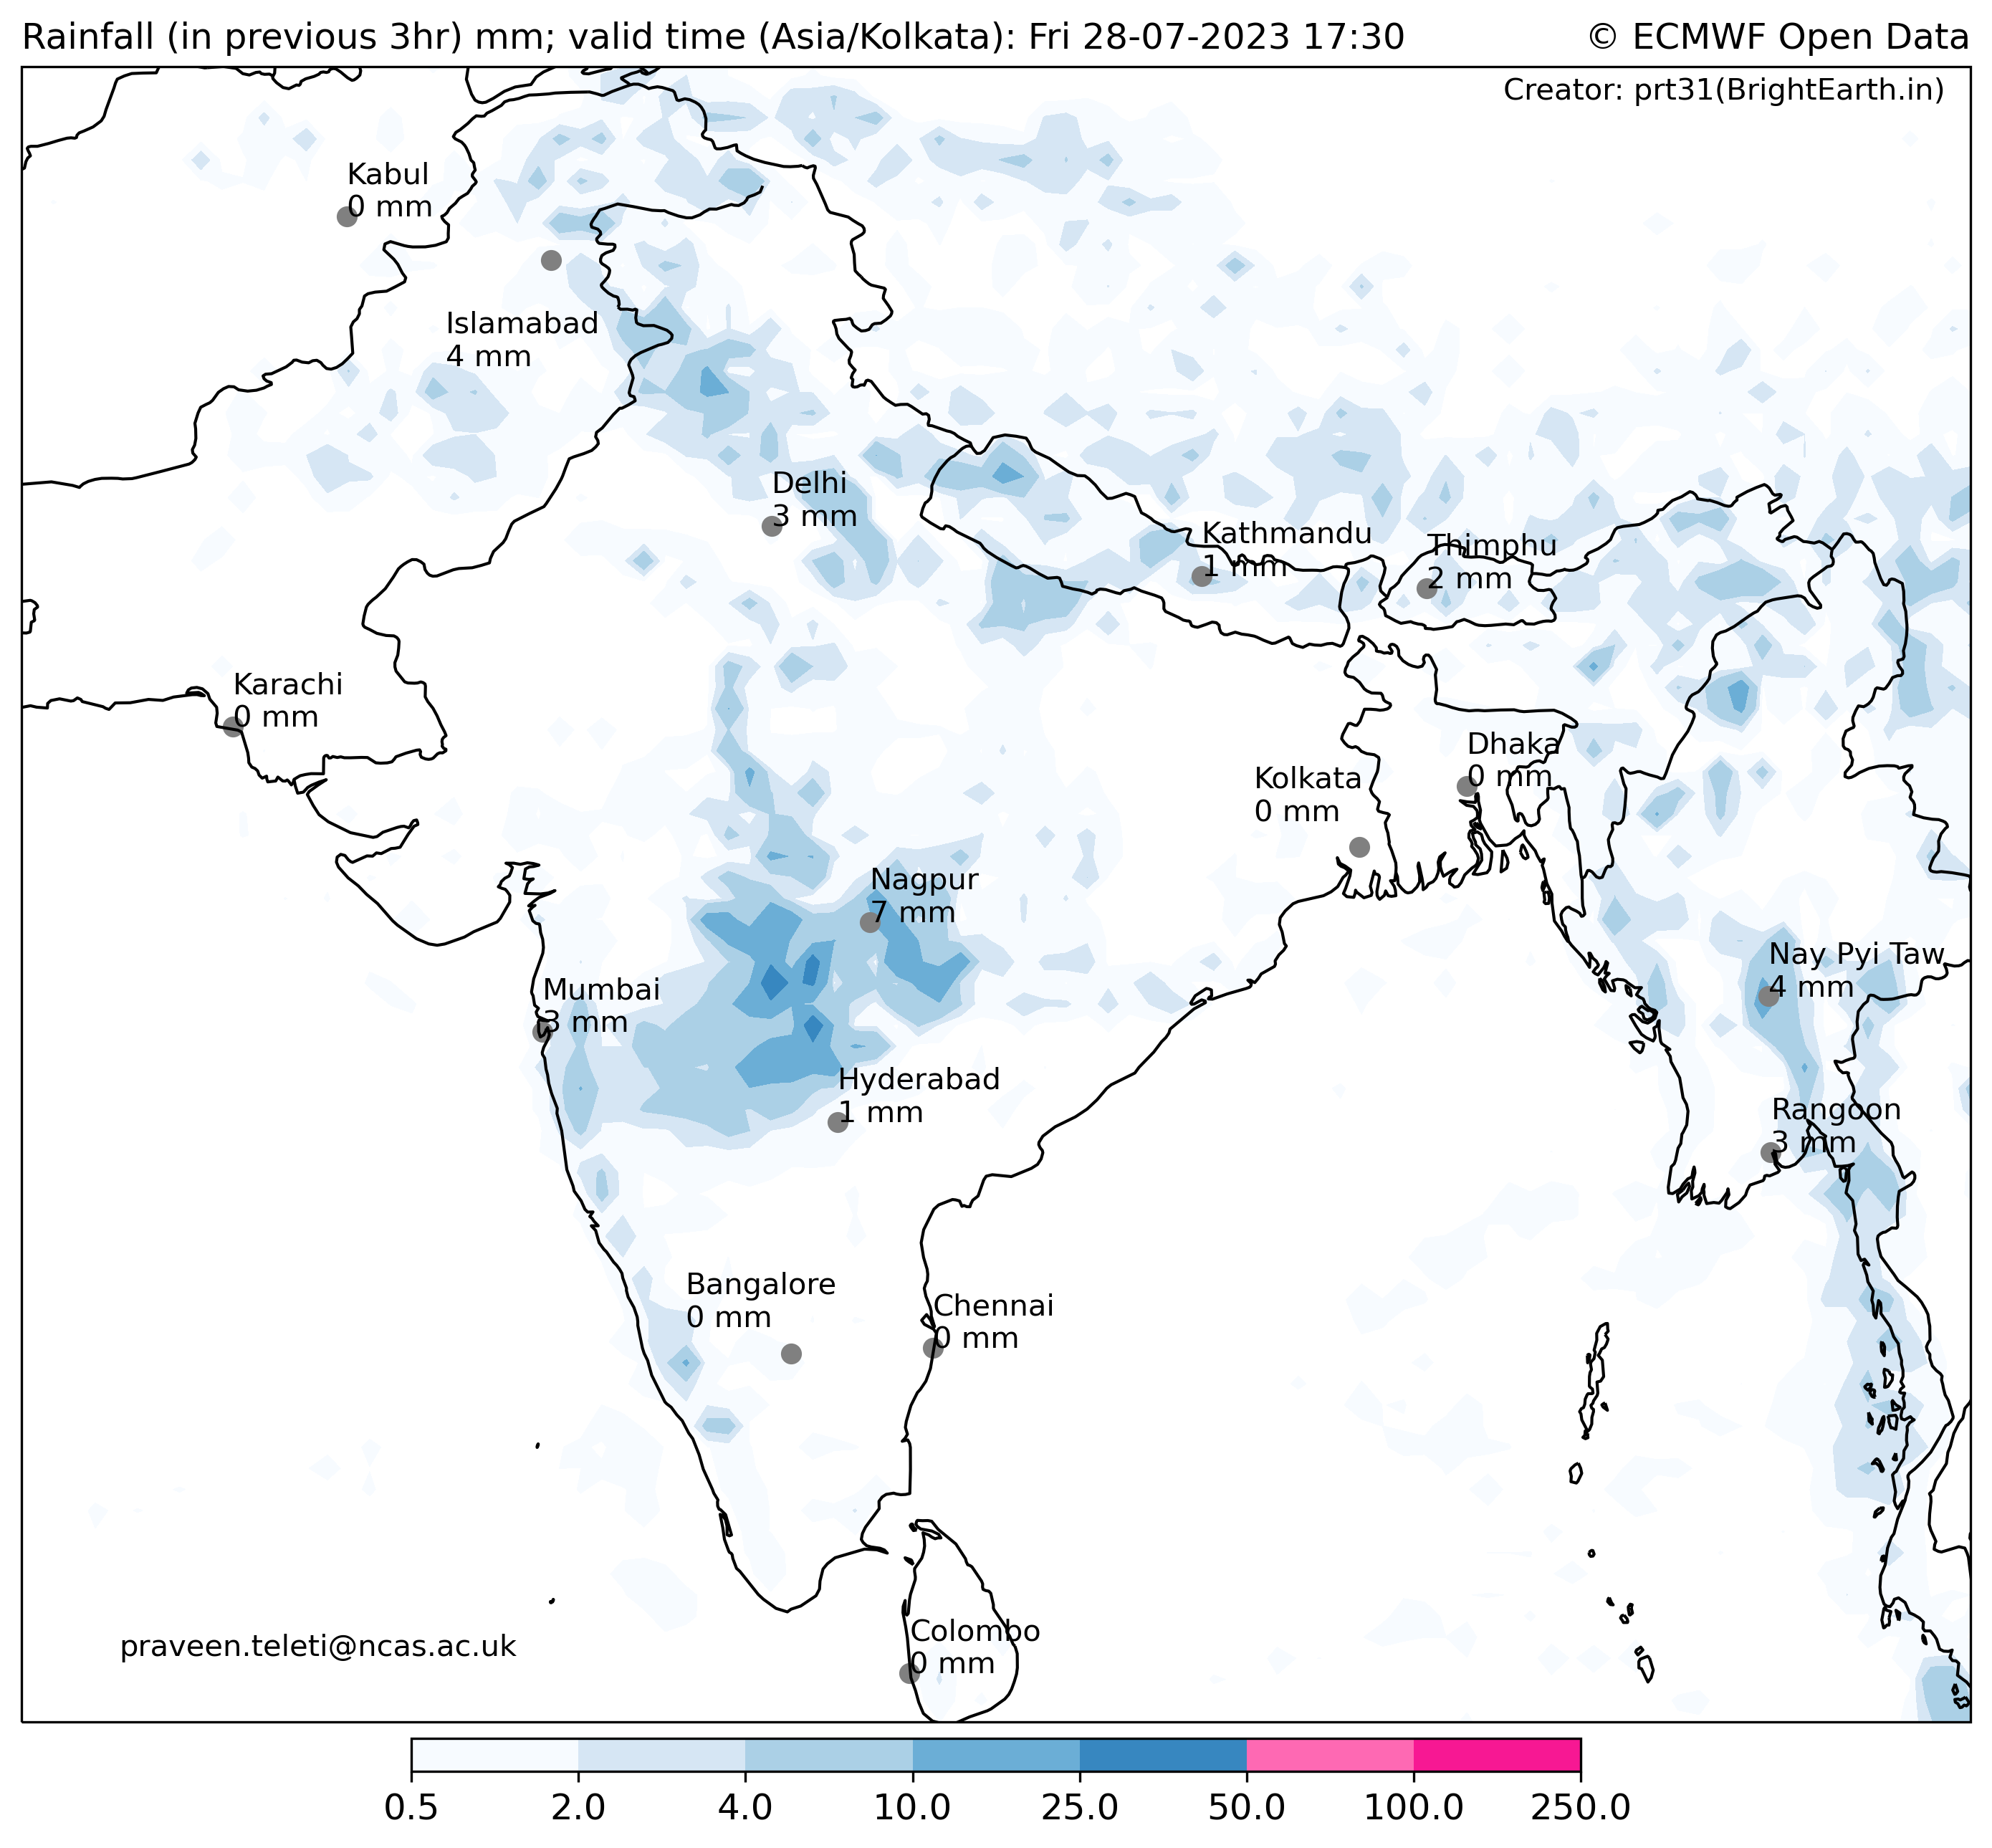 Rainfall (in previous 3hr) mm; valid time (Asia/Kolkata): Fri 28-07-2023 17:30
© ECMWF Open Data
Creator: prt31(BrightEarth.in)
Kabul
0 mm
Islamabad
4 mm
Delhi
3 mm
Kathmandu
1 mm
Thimphu
2 mm
Karachi
0 mm
Dhaka
0 mm
Kolkata
0 mm
Nagpur
7 mm
Nay Pyi Taw
4 mm
Mumbai
3 mm
Hyderabad
1 mm
Rangoon
3 mm
Bangalore
0 mm
Chennai
0 mm
Colombo
0 mm
praveen.teleti@ncas.ac.uk
0.5 2.0 4.0 10.0 25.0 50.0 100.0 250.0